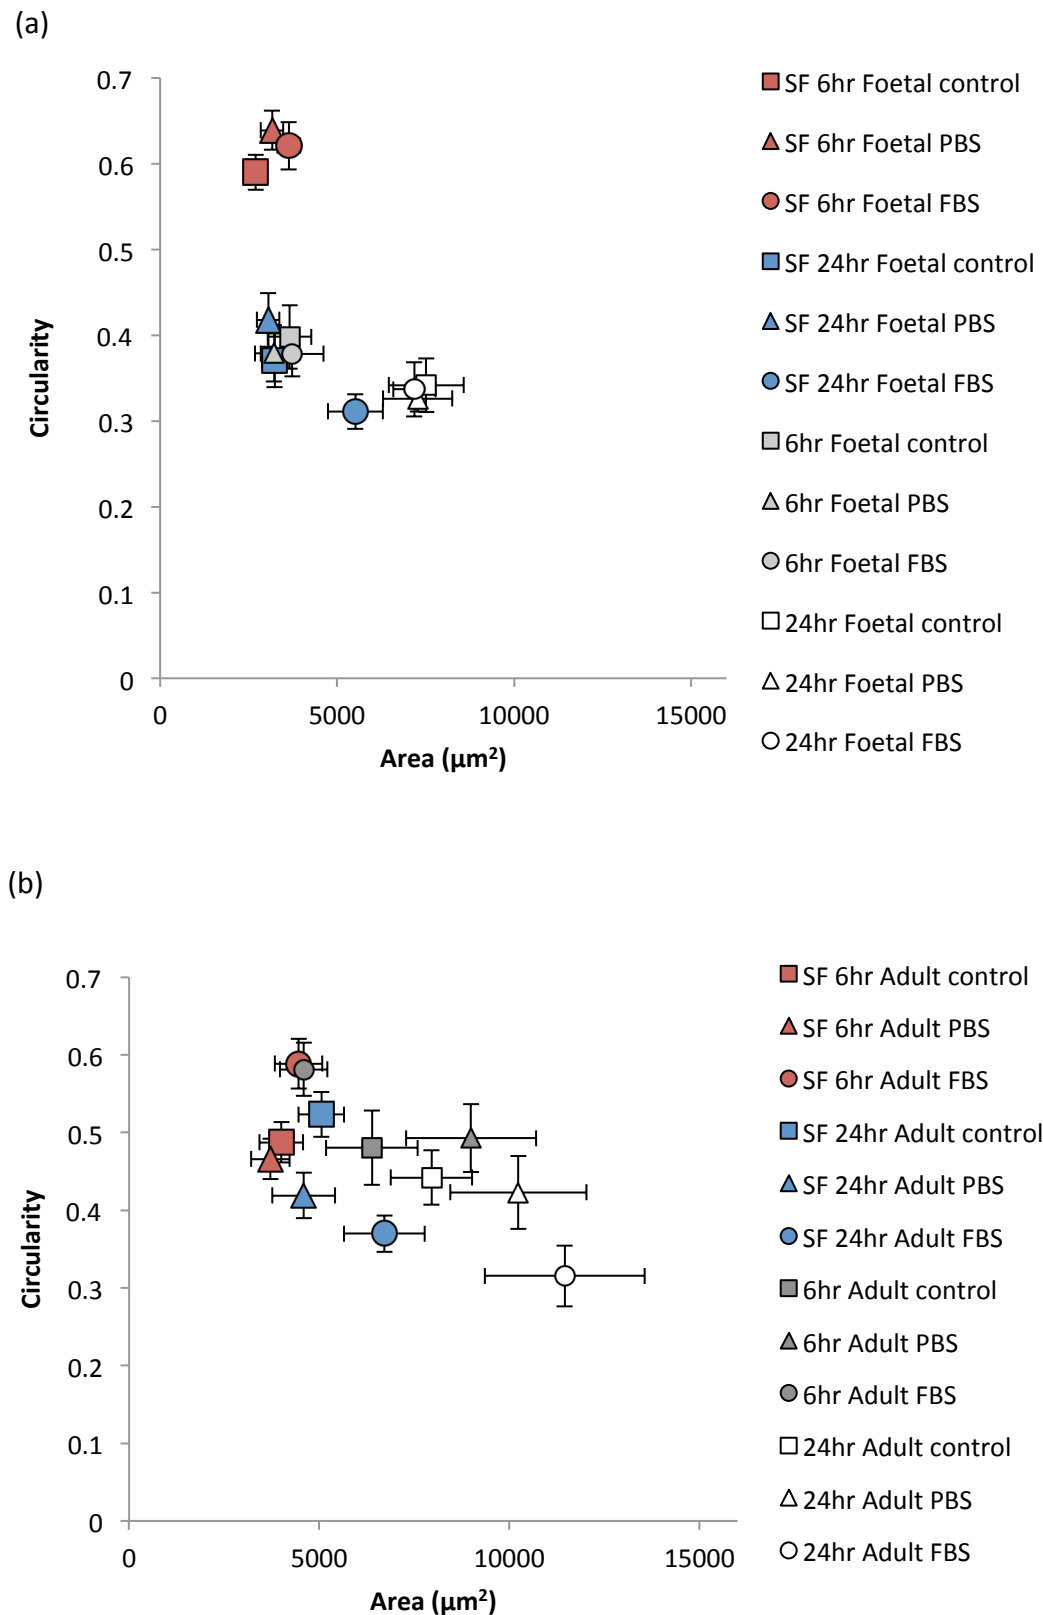 (a)
0.7
0.6
0.5
0.4
0.3
0.2
0.1
0
Circularity
0 5000 10000 15000
Area (μm²)
SF 6hr Foetal control
SF 6hr Foetal PBS
SF 6hr Foetal FBS
SF 24hr Foetal control
SF 24hr Foetal PBS
SF 24hr Foetal FBS
6hr Foetal control
6hr Foetal PBS
6hr Foetal FBS
24hr Foetal control
24hr Foetal PBS
24hr Foetal FBS
(b)
0.7
0.6
0.5
0.4
0.3
0.2
0.1
0
Circularity
0 5000 10000 15000
Area (μm²)
SF 6hr Adult control
SF 6hr Adult PBS
SF 6hr Adult FBS
SF 24hr Adult control
SF 24hr Adult PBS
SF 24hr Adult FBS
6hr Adult control
6hr Adult PBS
6hr Adult FBS
24hr Adult control
24hr Adult PBS
24hr Adult FBS